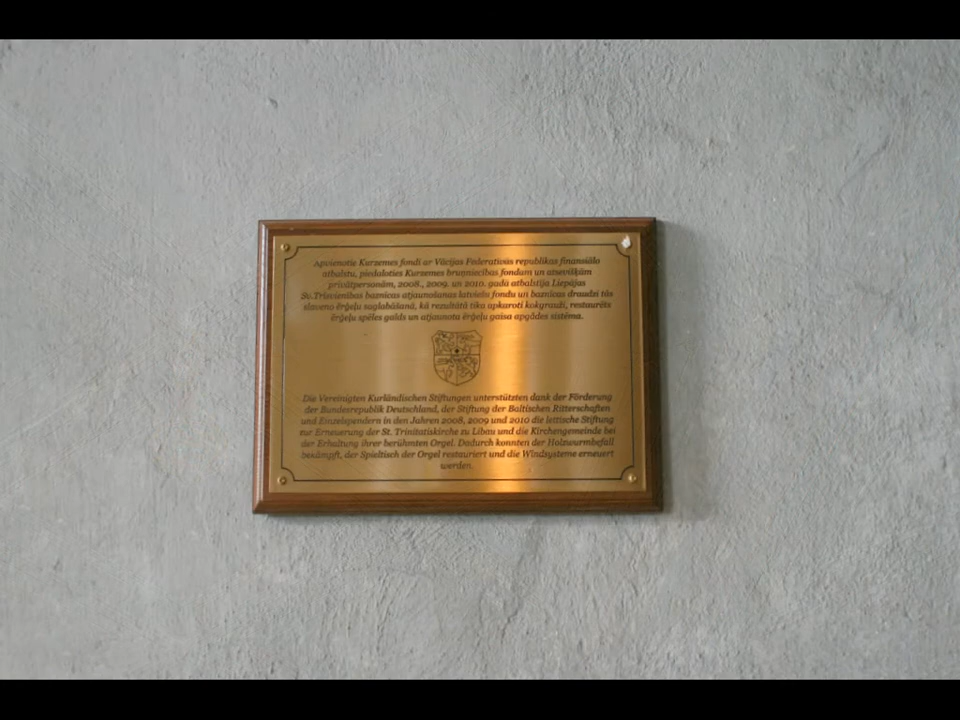 Apvienotie Kurzemes fondi ar Vācijas Federatīvās republikas finansiālo
atbalstu, piedaloties Kurzemes bruņniecības fondam un atsevišķām
privātpersonām, 2008., 2009. un 2010. gadā atbalstīja Liepājas
Sv.Trīsvienības baznīcas atjaunošanas latviešu fondu un baznīcas draudzi tās
slaveno ērģeļu saglabāšanā, kā rezultātā tika apkaroti kokgrauži, restaurēts
ērģeļu spēles galds un atjaunota ērģeļu gaisa apgādes sistēma.
Die Vereinigten Kurländischen Stiftungen unterstützten dank der Förderung
der Bundesrepublik Deutschland, der Stiftung der Baltischen Ritterschaften
und Einzelspendern in den Jahren 2008, 2009 und 2010 die lettische Stiftung
zur Erneuerung der St. Trinitatiskirche zu Libau und die Kirchengemeinde bei
der Erhaltung ihrer berühmten Orgel. Dadurch konnten der Holzwurmbefall
bekämpft, der Spieltisch der Orgel restauriert und die Windsysteme erneuert
werden.